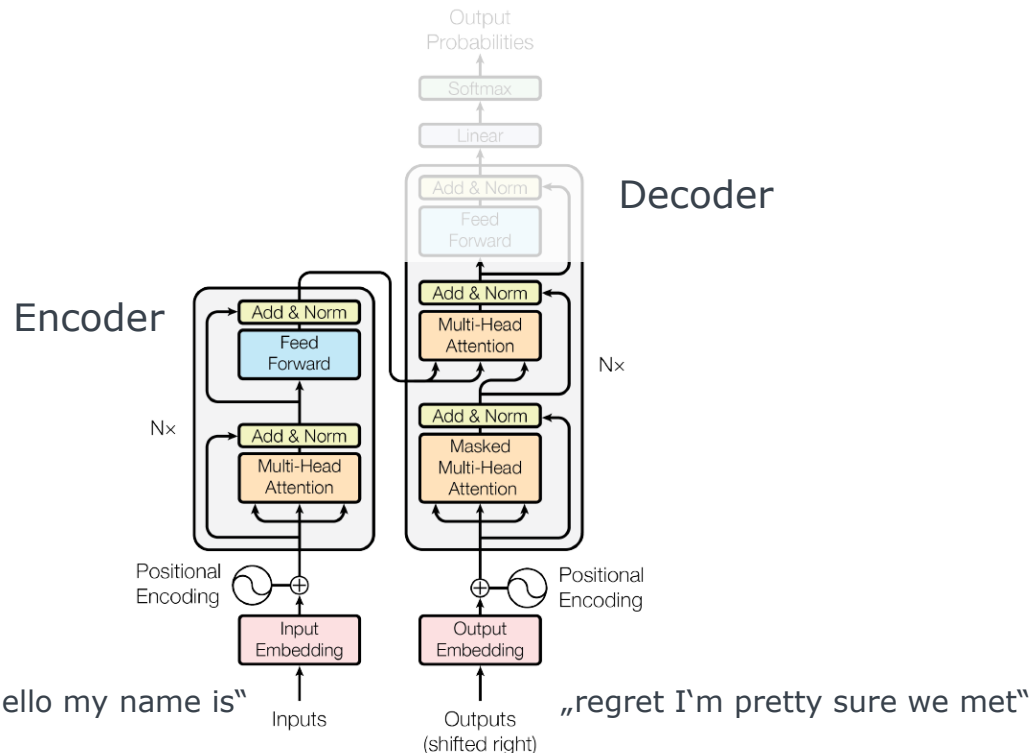 Output
Probabilities
Softmax
Linear
Add & Norm
Feed
Forward
Decoder
Add & Norm
Multi-Head
Attention
Nx
Add & Norm
Masked
Multi-Head
Attention
Encoder
Add & Norm
Feed
Forward
Nx
Add & Norm
Multi-Head
Attention
Positional
Encoding
Positional
Encoding
Input
Embedding
Output
Embedding
ello my name is“
Inputs
Outputs
(shifted right)
„regret I‘m pretty sure we met“